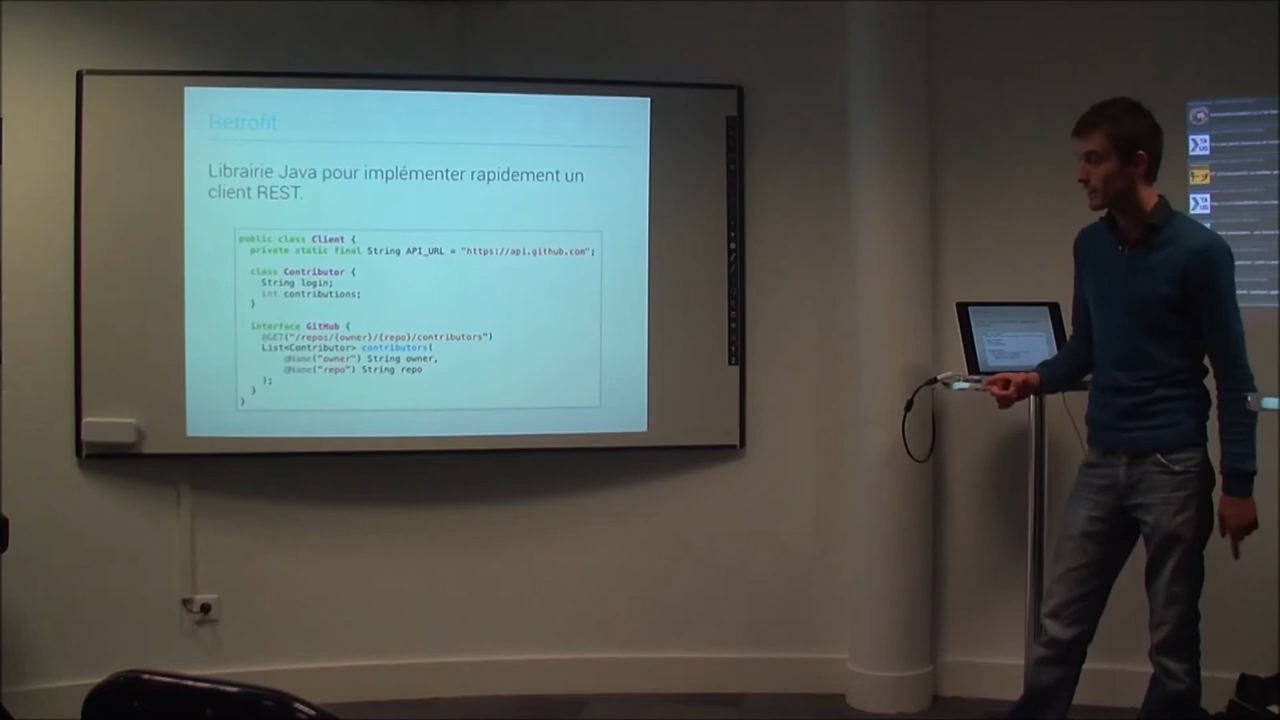 Retrofit
Librairie Java pour implémenter rapidement un
client REST.
public class Client {
private static final String API_URL = "https://api.github.com";
class Contributor {
String login;
int contributions;
}
interface GitHub {
@GET("/repos/{owner}/{repo}/contributors")
List<Contributor> contributors(
@Name("owner") String owner,
@Name("repo") String repo
);
}
}